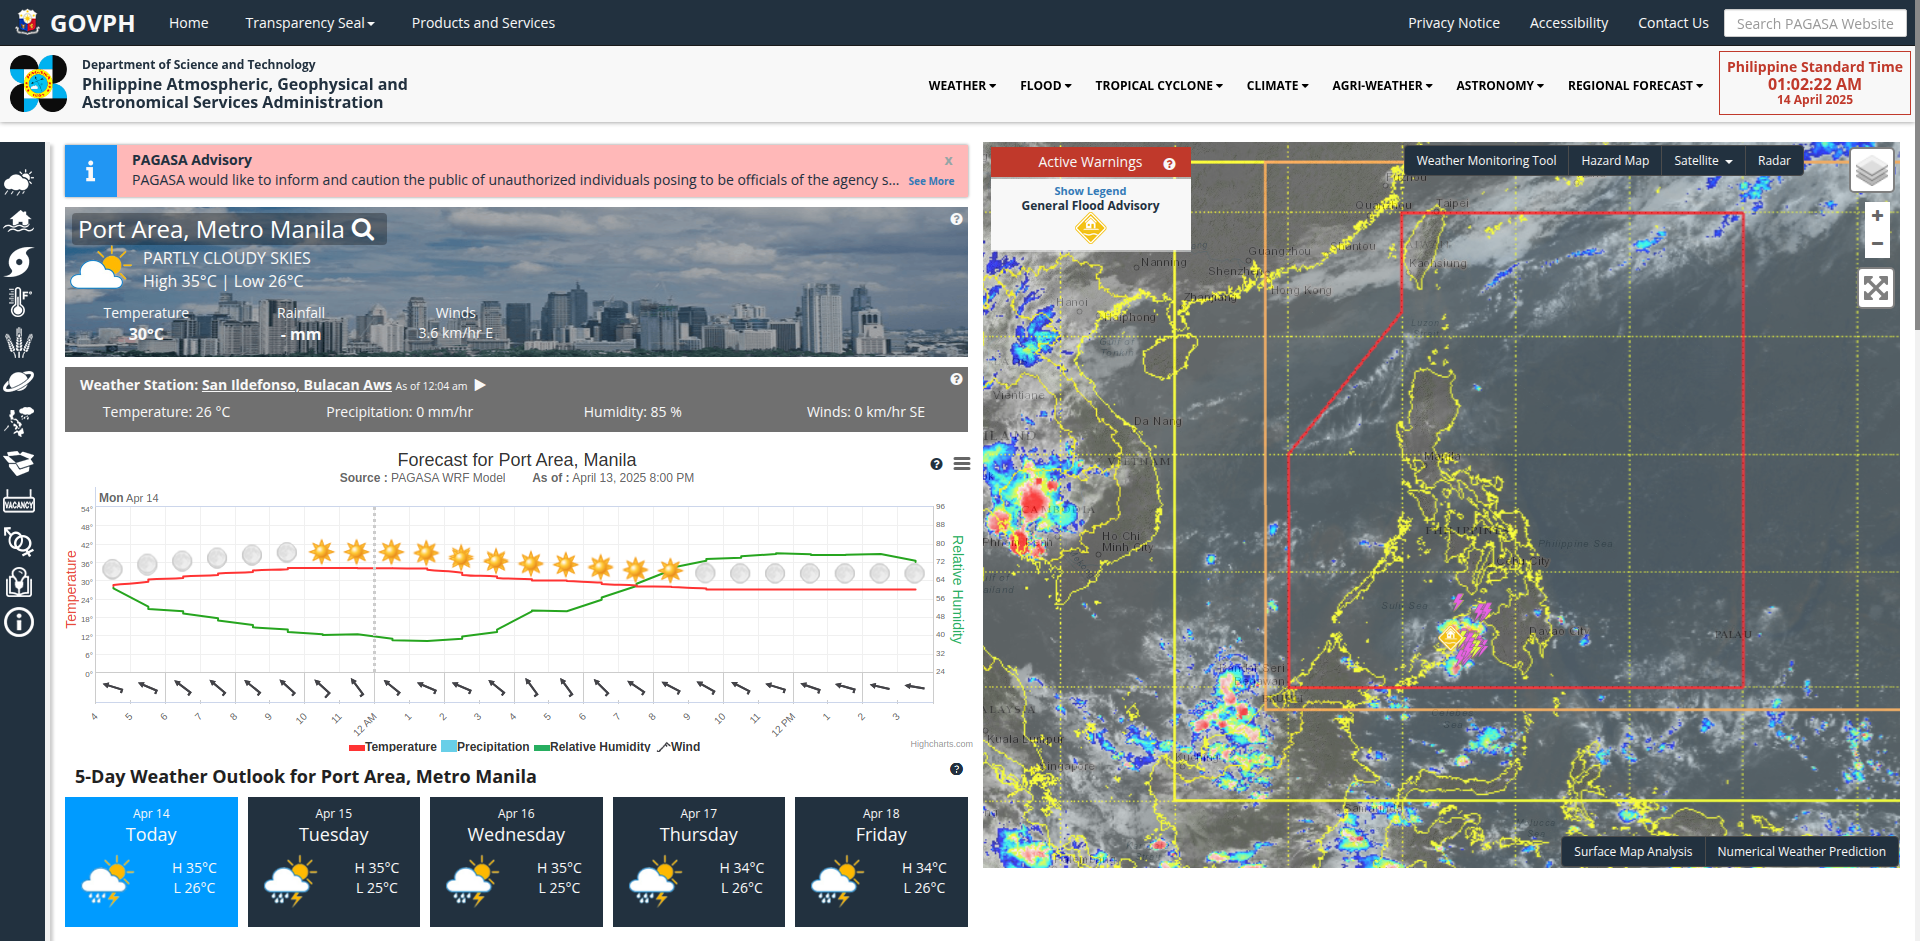 GOVPH
Home
Transparency Seal
Products and Services
Privacy Notice
Accessibility
Contact Us
Search PAGASA Website
Department of Science and Technology
Philippine Atmospheric, Geophysical and
Astronomical Services Administration
WEATHER
FLOOD
TROPICAL CYCLONE
CLIMATE
AGRI-WEATHER
ASTRONOMY
REGIONAL FORECAST
Philippine Standard Time
01:02:22 AM
14 April 2025
VACANCY
PAGASA Advisory
x
PAGASA would like to inform and caution the public of unauthorized individuals posing to be officials of the agency s... See More
Port Area, Metro Manila
PARTLY CLOUDY SKIES
High 35°C | Low 26°C
Temperature
Rainfall
Winds
30°C
- mm
3.6 km/hr E
Weather Station: San Ildefonso, Bulacan Aws As of 12:04 am
Temperature: 26 °C
Precipitation: 0 mm/hr
Humidity: 85 %
Winds: 0 km/hr SE
Forecast for Port Area, Manila
Source : PAGASA WRF Model As of : April 13, 2025 8:00 PM
Mon Apr 14
Temperature
54°
48°
42°
36°
30°
24°
18°
12°
6°
0°
96
88
80
72
64
56
48
40
32
24
Relative Humidity
4 5 6 7 8 9 10 11 12 AM 1 2 3 4 5 6 7 8 9 10 11 12 PM 1 2 3
Temperature Precipitation Relative Humidity Wind
Highcharts.com
5-Day Weather Outlook for Port Area, Metro Manila
Apr 14
Today
H 35°C
L 26°C
Apr 15
Tuesday
H 35°C
L 25°C
Apr 16
Wednesday
H 35°C
L 25°C
Apr 17
Thursday
H 34°C
L 26°C
Apr 18
Friday
H 34°C
L 26°C
Active Warnings
Show Legend
General Flood Advisory
Weather Monitoring Tool
Hazard Map
Satellite
Radar
+
−
Taipei
Guangzhou
Shantou
Nanning
Shenzhen
Kaohsiung
Hong Kong
Zhanjiang
Hanoi
Haiphong
Vientiane
Da Nang
VIETNAM
CAMBODIA
Ho Chi
Minh City
Manila
Philippine Sea
Sulu Sea
Davao City
PALAU
Bandar Seri
Begawan
Kuala Lumpur
Singapore
Kuching
Surface Map Analysis
Numerical Weather Prediction